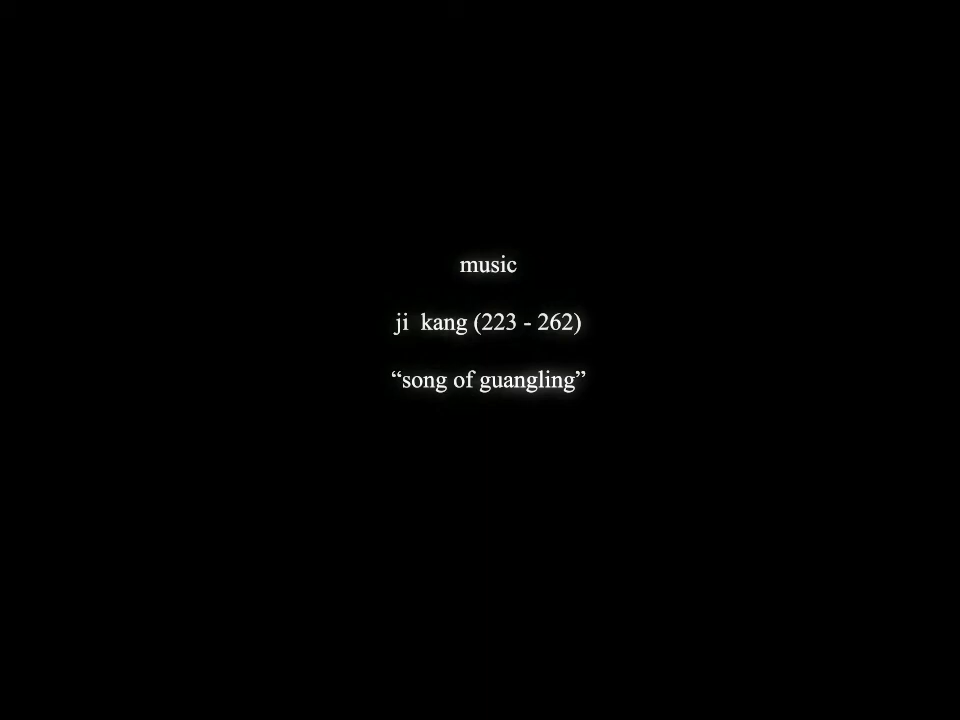 music
ji kang (223 - 262)
“song of guangling”